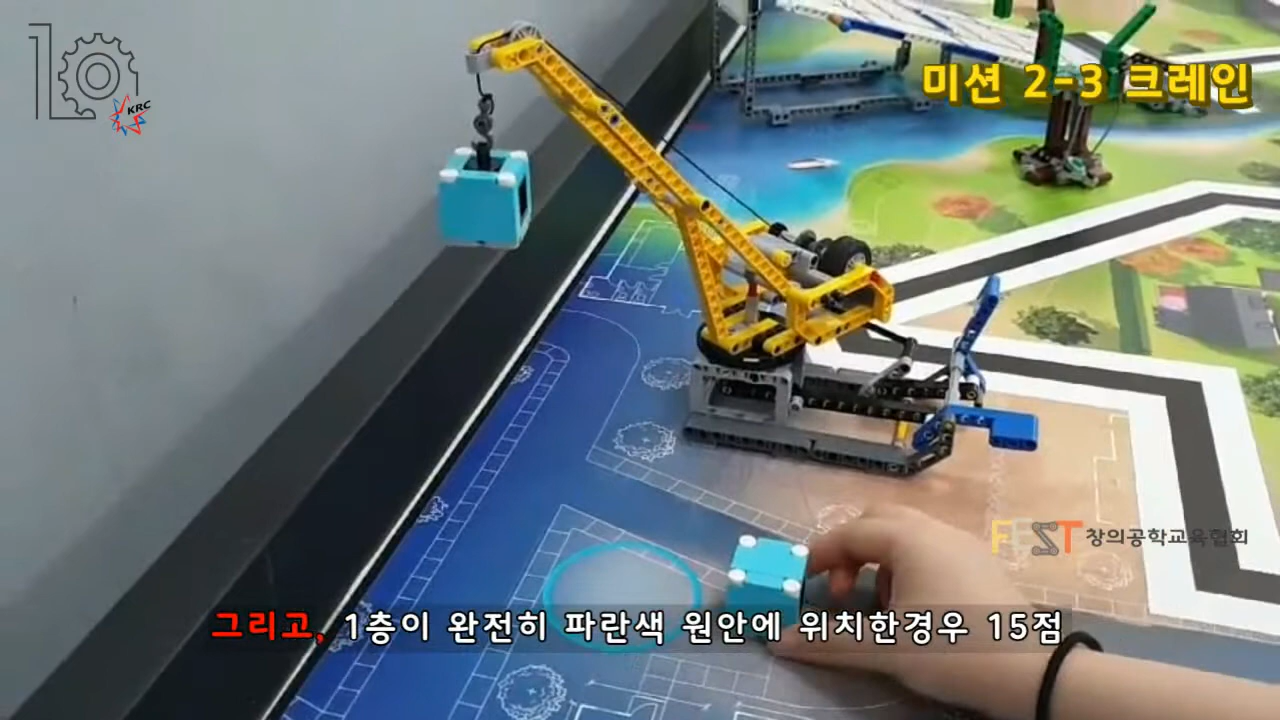 KRC
미션 2-3 크레인
FEST 창의공학교육협회
그리고, 1층이 완전히 파란색 원안에 위치한경우 15점